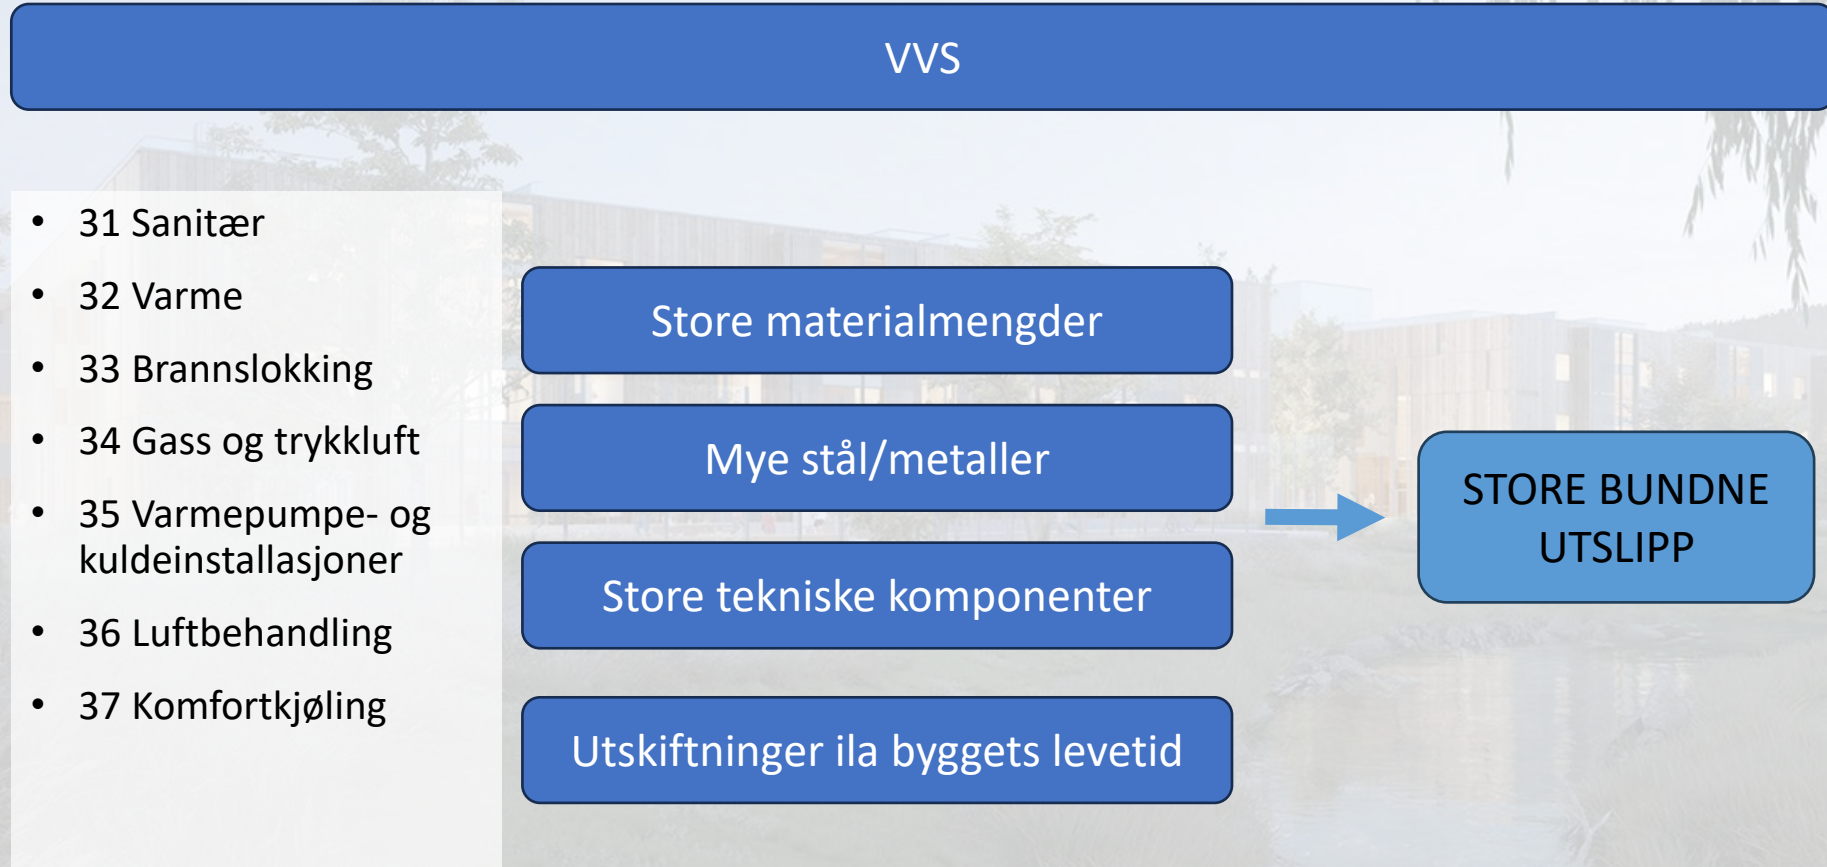 VVS
• 31 Sanitær
• 32 Varme
• 33 Brannslokking
• 34 Gass og trykkluft
• 35 Varmepumpe- og
kuldeinstallasjoner
• 36 Luftbehandling
• 37 Komfortkjøling
Store materialmengder
Mye stål/metaller
Store tekniske komponenter
Utskiftninger ila byggets levetid
STORE BUNDNE
UTSLIPP